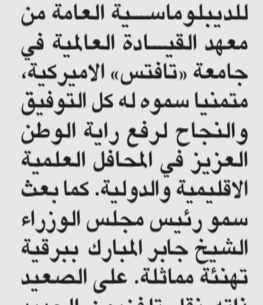 للديبلوماسية العامة من
معهد القيادة العالمية في
جامعة «تافتس» الاميركية،
متمنيا سموه له كل التوفيق
والنجاح لرفع راية الوطن
العزيز في المحافل العلمية
الاقليمية والدولية. كما بعث
سمو رئيس مجلس الوزراء
الشيخ جابر المبارك ببرقية
تهنئة مماثلة. على الصعيد